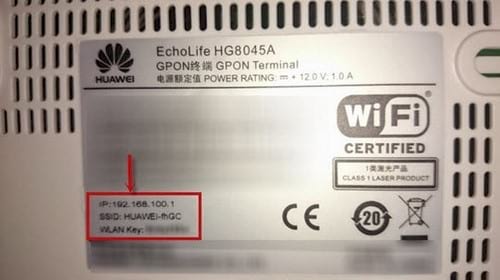 HUAWEI
EchoLife HG8045A
GPON终端 GPON Terminal
电源额定值 POWER RATING: ⎓ +12.0V; 1.0 A
WiFi
CERTIFIED
1类激光产品
CLASS 1 LASER PRODUCT
IP:192.168.100.1
SSID: HUAWEI-fhGC
WLAN Key:
CE
20